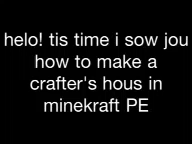 helo! tis time i sow jou
how to make a
crafter's hous in
minekraft PE